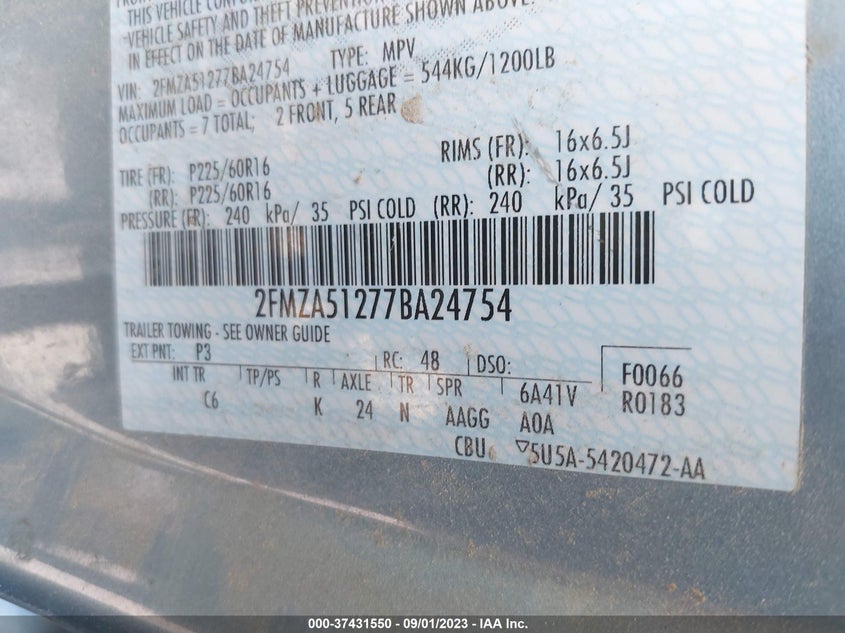 THIS VEHICLE CONFORMS
VEHICLE SAFETY AND THEFT PREVENTION
IN EFFECT ON THE DATE OF MANUFACTURE SHOWN ABOVE.
VIN: 2FMZA51277BA24754 TYPE: MPV
MAXIMUM LOAD = OCCUPANTS + LUGGAGE = 544KG/1200LB
OCCUPANTS = 7 TOTAL; 2 FRONT, 5 REAR
TIRE (FR): P225/60R16 RIMS (FR): 16x6.5J
(RR): P225/60R16 (RR): 16x6.5J
PRESSURE (FR): 240 kPa/ 35 PSI COLD (RR): 240 kPa/ 35 PSI COLD
2FMZA51277BA24754
TRAILER TOWING - SEE OWNER GUIDE
EXT PNT: P3 RC: 48 DSO: F0066
INT TR TP/PS R AXLE TR SPR 6A41V R0183
C6 K 24 N AAGG A0A
CBU ▽5U5A-5420472-AA
000-37431550 - 09/01/2023 - IAA Inc.